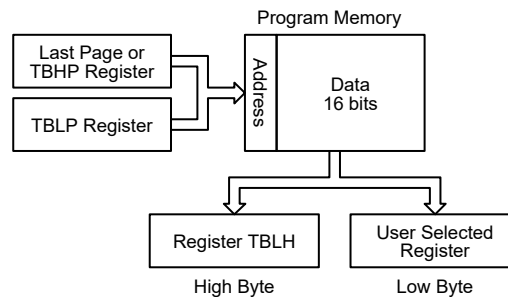 Program Memory
Last Page or
TBHP Register
TBLP Register
Address
Data
16 bits
Register TBLH
User Selected
Register
High Byte
Low Byte